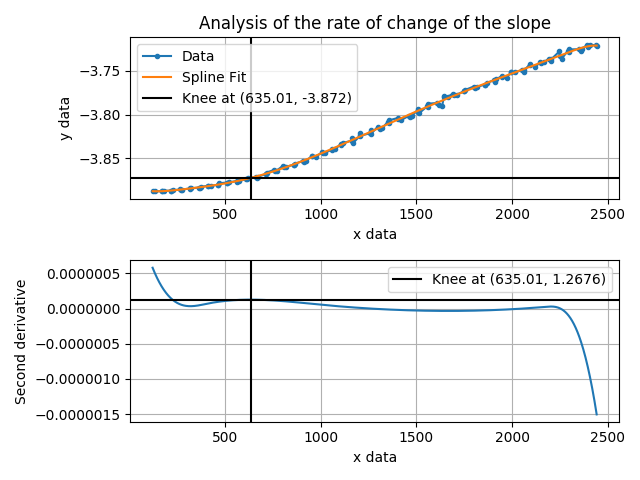 Analysis of the rate of change of the slope
Data
Spline Fit
Knee at (635.01, -3.872)
y data
−3.75
−3.80
−3.85
500 1000 1500 2000 2500
x data
Knee at (635.01, 1.2676)
Second derivative
0.0000005
0.0000000
−0.0000005
−0.0000010
−0.0000015
500 1000 1500 2000 2500
x data